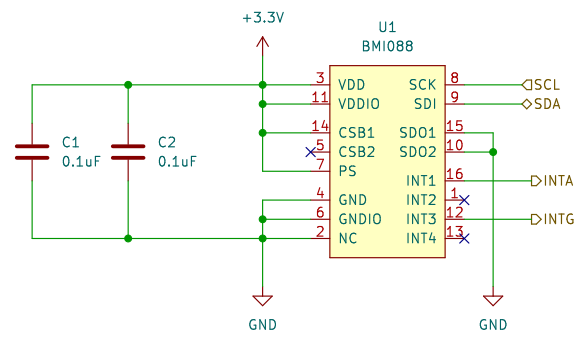 +3.3V
U1
BMI088
3 VDD SCK 8 SCL
11 VDDIO SDI 9 SDA
14 CSB1 SDO1 15
5 CSB2 SDO2 10
7 PS
INT1 16 INTA
4 GND INT2 1
6 GNDIO INT3 12 INTG
2 NC INT4 13
C1
0.1uF
C2
0.1uF
GND
GND